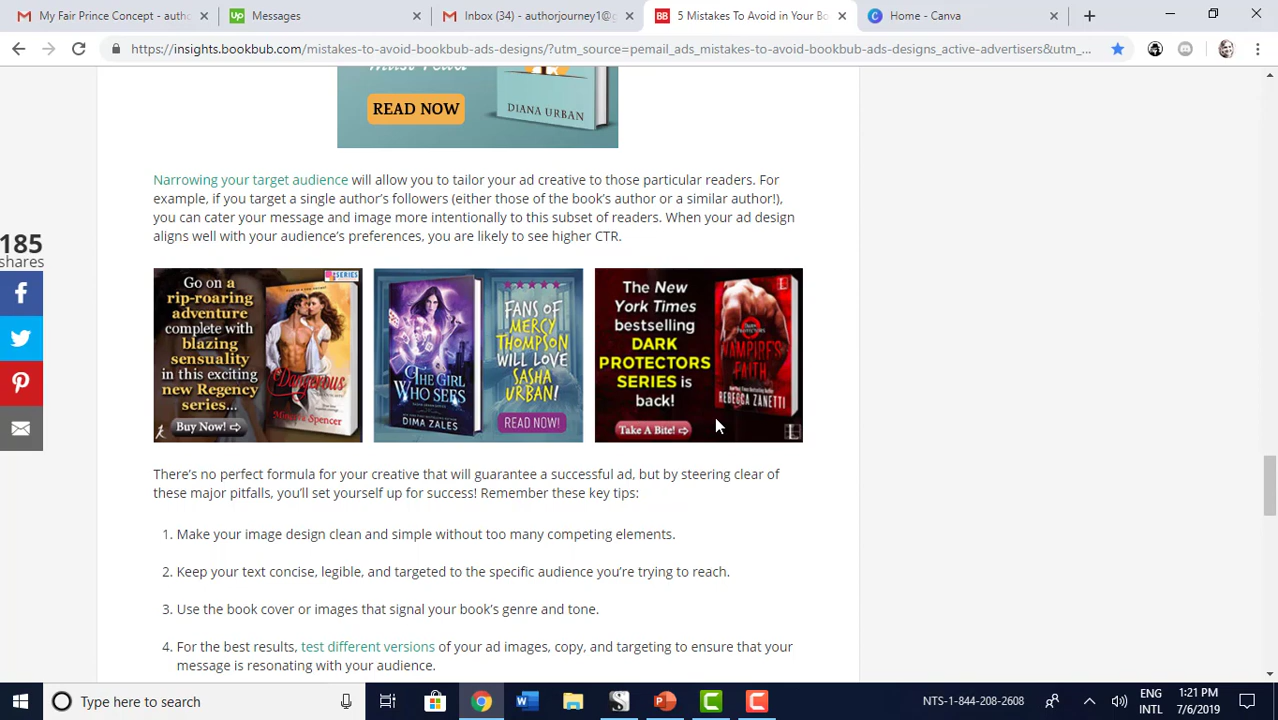 My Fair Prince Concept - autho
Messages
Inbox (34) - authorjourney1@g
5 Mistakes To Avoid in Your Bo
Home - Canva
https://insights.bookbub.com/mistakes-to-avoid-bookbub-ads-designs/?utm_source=pemail_ads_mistakes-to-avoid-bookbub-ads-designs_active-advertisers&utm_...
READ NOW
DIANA URBAN
Narrowing your target audience will allow you to tailor your ad creative to those particular readers. For
example, if you target a single author's followers (either those of the book's author or a similar author!),
you can cater your message and image more intentionally to this subset of readers. When your ad design
aligns well with your audience's preferences, you are likely to see higher CTR.
185
shares
Go on a
rip-roaring
adventure
complete with
blazing
sensuality
in this exciting
new Regency
series...
Buy Now!
SERIES
Dangerous
Minerva Spencer
THE GIRL
WHO SEES
DIMA ZALES
FANS OF
MERCY
THOMPSON
WILL LOVE
SASHA
URBAN!
READ NOW!
The New
York Times
bestselling
DARK
PROTECTORS
SERIES is
back!
Take A Bite!
VAMPIRE'S
FAITH
REBECCA ZANETTI
There's no perfect formula for your creative that will guarantee a successful ad, but by steering clear of
these major pitfalls, you'll set yourself up for success! Remember these key tips:
1. Make your image design clean and simple without too many competing elements.
2. Keep your text concise, legible, and targeted to the specific audience you're trying to reach.
3. Use the book cover or images that signal your book's genre and tone.
4. For the best results, test different versions of your ad images, copy, and targeting to ensure that your
message is resonating with your audience.
Type here to search
NTS-1-844-208-2608
ENG
INTL
1:21 PM
7/6/2019